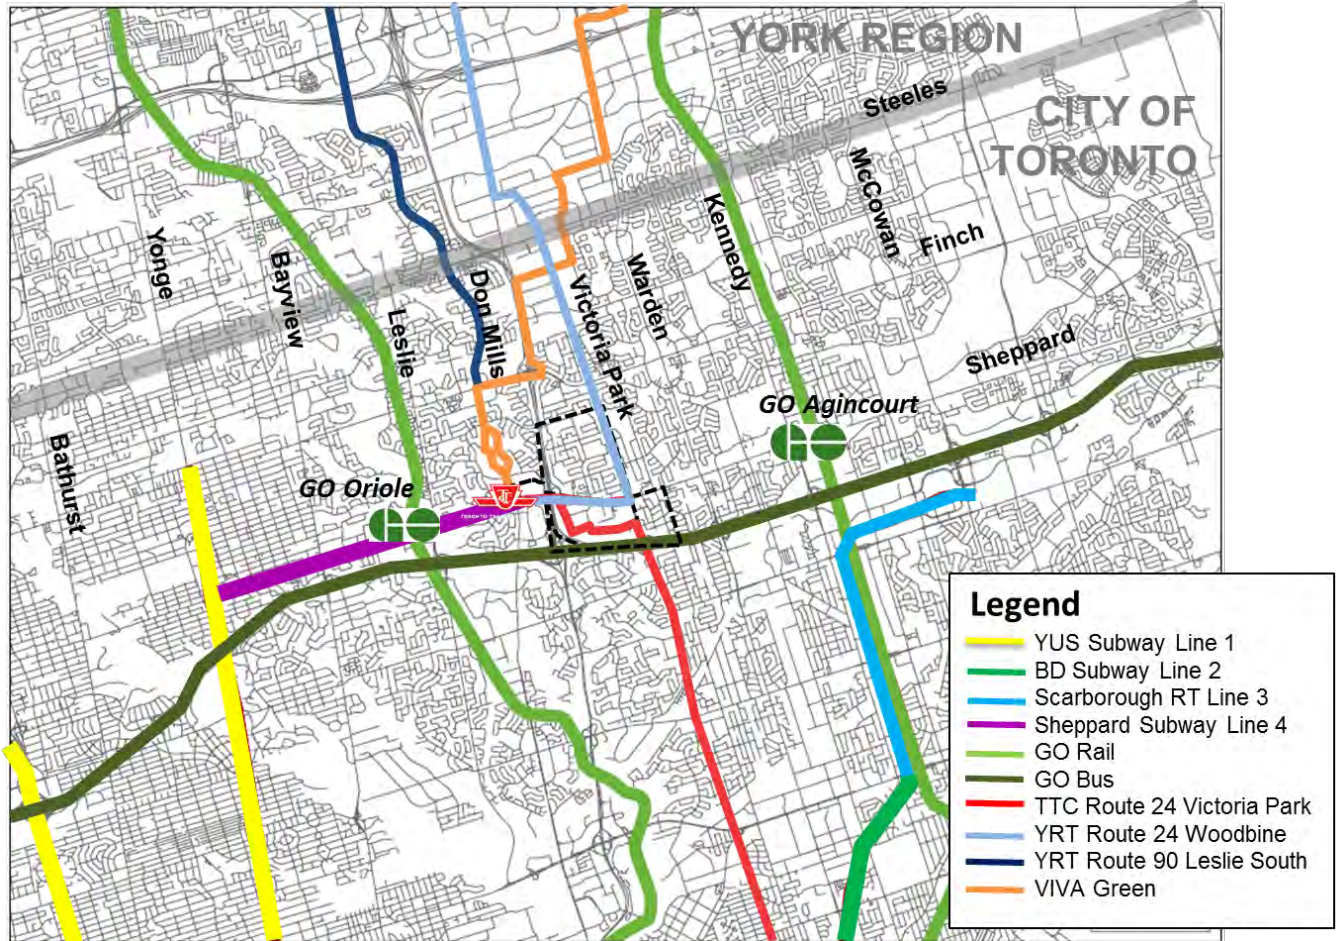 YORK REGION
Steeles
CITY OF
TORONTO
McCowan
Finch
Kennedy
Yonge
Bayview
Leslie
Don Mills
Victoria Park
Warden
Sheppard
GO Agincourt
GO
Bathurst
GO Oriole
GO
TTC
Legend
YUS Subway Line 1
BD Subway Line 2
Scarborough RT Line 3
Sheppard Subway Line 4
GO Rail
GO Bus
TTC Route 24 Victoria Park
YRT Route 24 Woodbine
YRT Route 90 Leslie South
VIVA Green